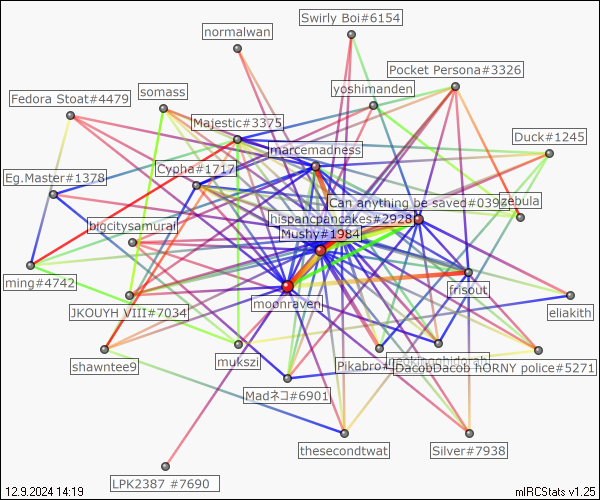 Swirly Boi#6154
normalwan
Pocket Persona#3326
yoshimanden
somass
Fedora Stoat#4479
Majestic#3375
Duck#1245
marcemadness
Cypha#1717
Eg.Master#1378
Can anything be saved#039
zebula
hispancpancakes#2928
bigcitysamurai
Mushy#1984
ming#4742
frisout
moonraven
JKOUYH VIII#7034
eliakith
mukszi
shawntee9
Pikabro#
DacobDacob hORNY police#5271
Madネコ#6901
thesecondtwat
Silver#7938
LPK2387 #7690
12.9.2024 14:19
mIRCStats v1.25